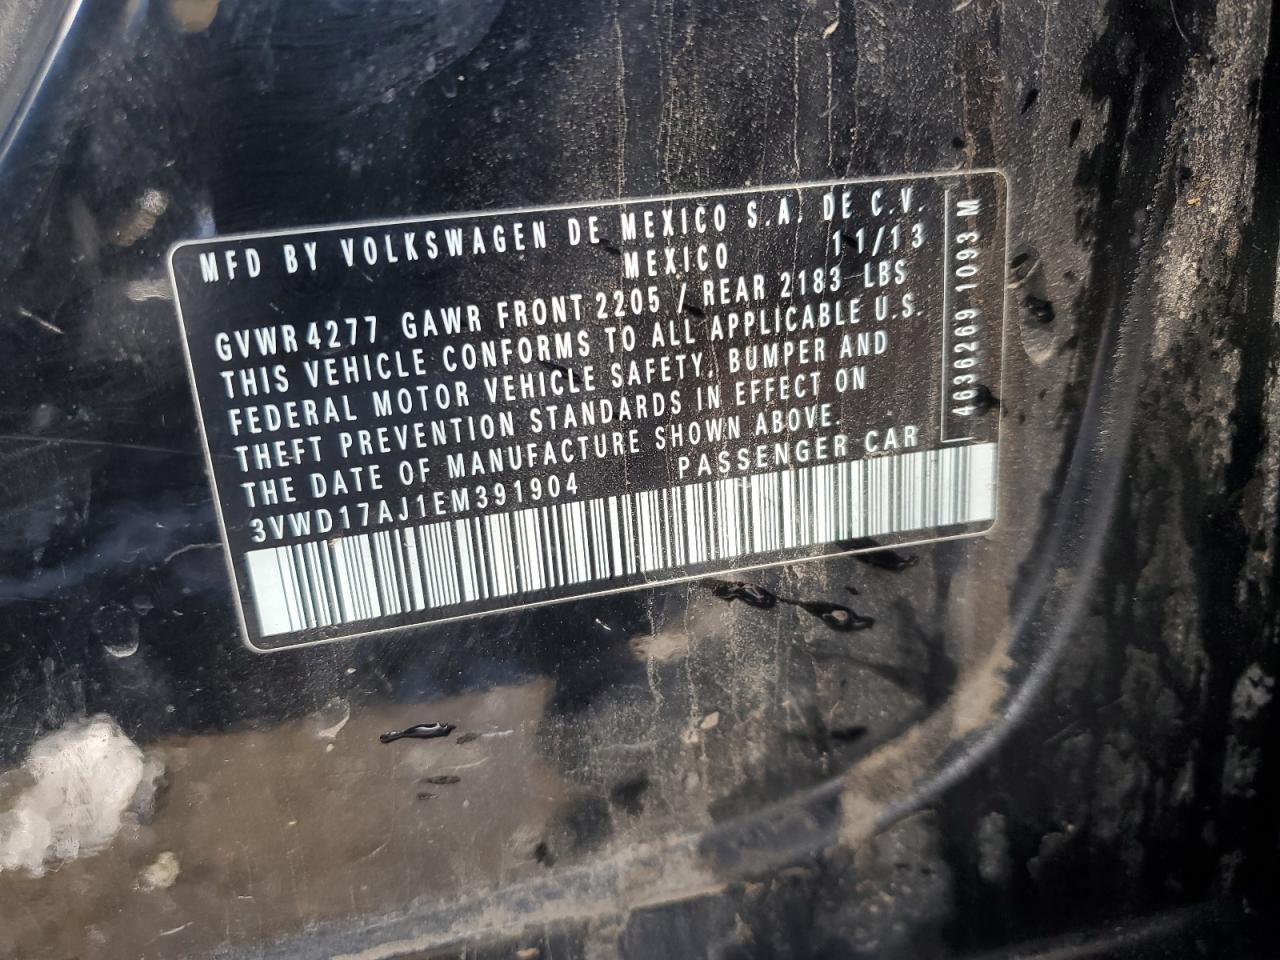 MFD BY VOLKSWAGEN DE MEXICO S.A. DE C.V.
MEXICO 11/13
GVWR 4277 GAWR FRONT 2205 / REAR 2183 LBS
THIS VEHICLE CONFORMS TO ALL APPLICABLE U.S.
FEDERAL MOTOR VEHICLE SAFETY, BUMPER AND
THEFT PREVENTION STANDARDS IN EFFECT ON
THE DATE OF MANUFACTURE SHOWN ABOVE.
3VWD17AJ1EM391904 PASSENGER CAR
4636269 1093 M